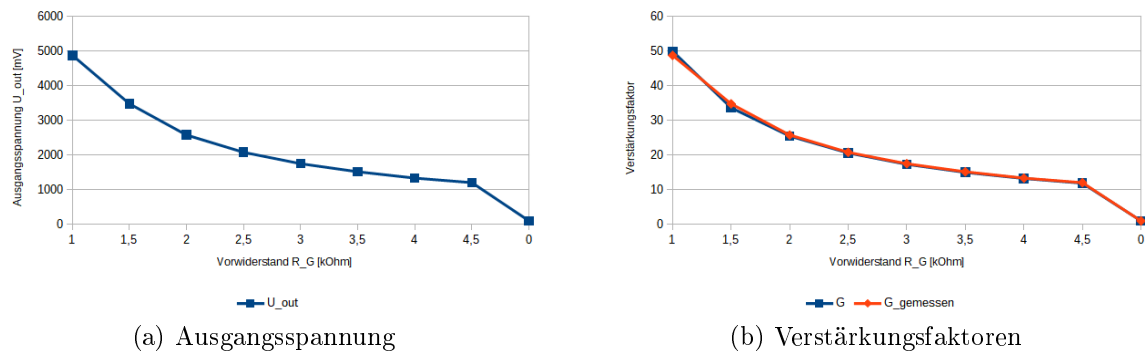 Ausgangsspannung U_out [mV]
6000
5000
4000
3000
2000
1000
0
1 1,5 2 2,5 3 3,5 4 4,5 0
Vorwiderstand R_G [kOhm]
U_out
(a) Ausgangsspannung
Verstärkungsfaktor
60
50
40
30
20
10
0
1 1,5 2 2,5 3 3,5 4 4,5 0
Vorwiderstand R_G [kOhm]
G G_gemessen
(b) Verstärkungsfaktoren